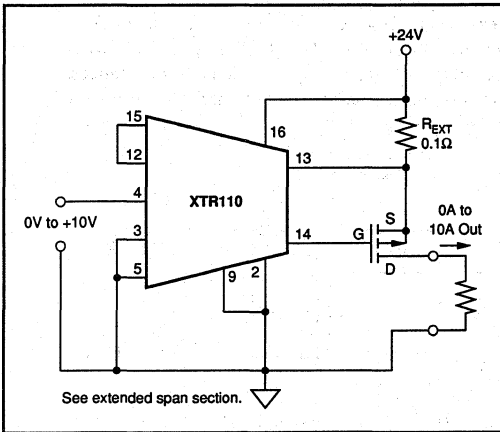 +24V
15
16
R_EXT
0.1Ω
12
13
4
XTR110
0V to +10V
0A to
10A Out
S
3
14
G
5
D
9
2
See extended span section.